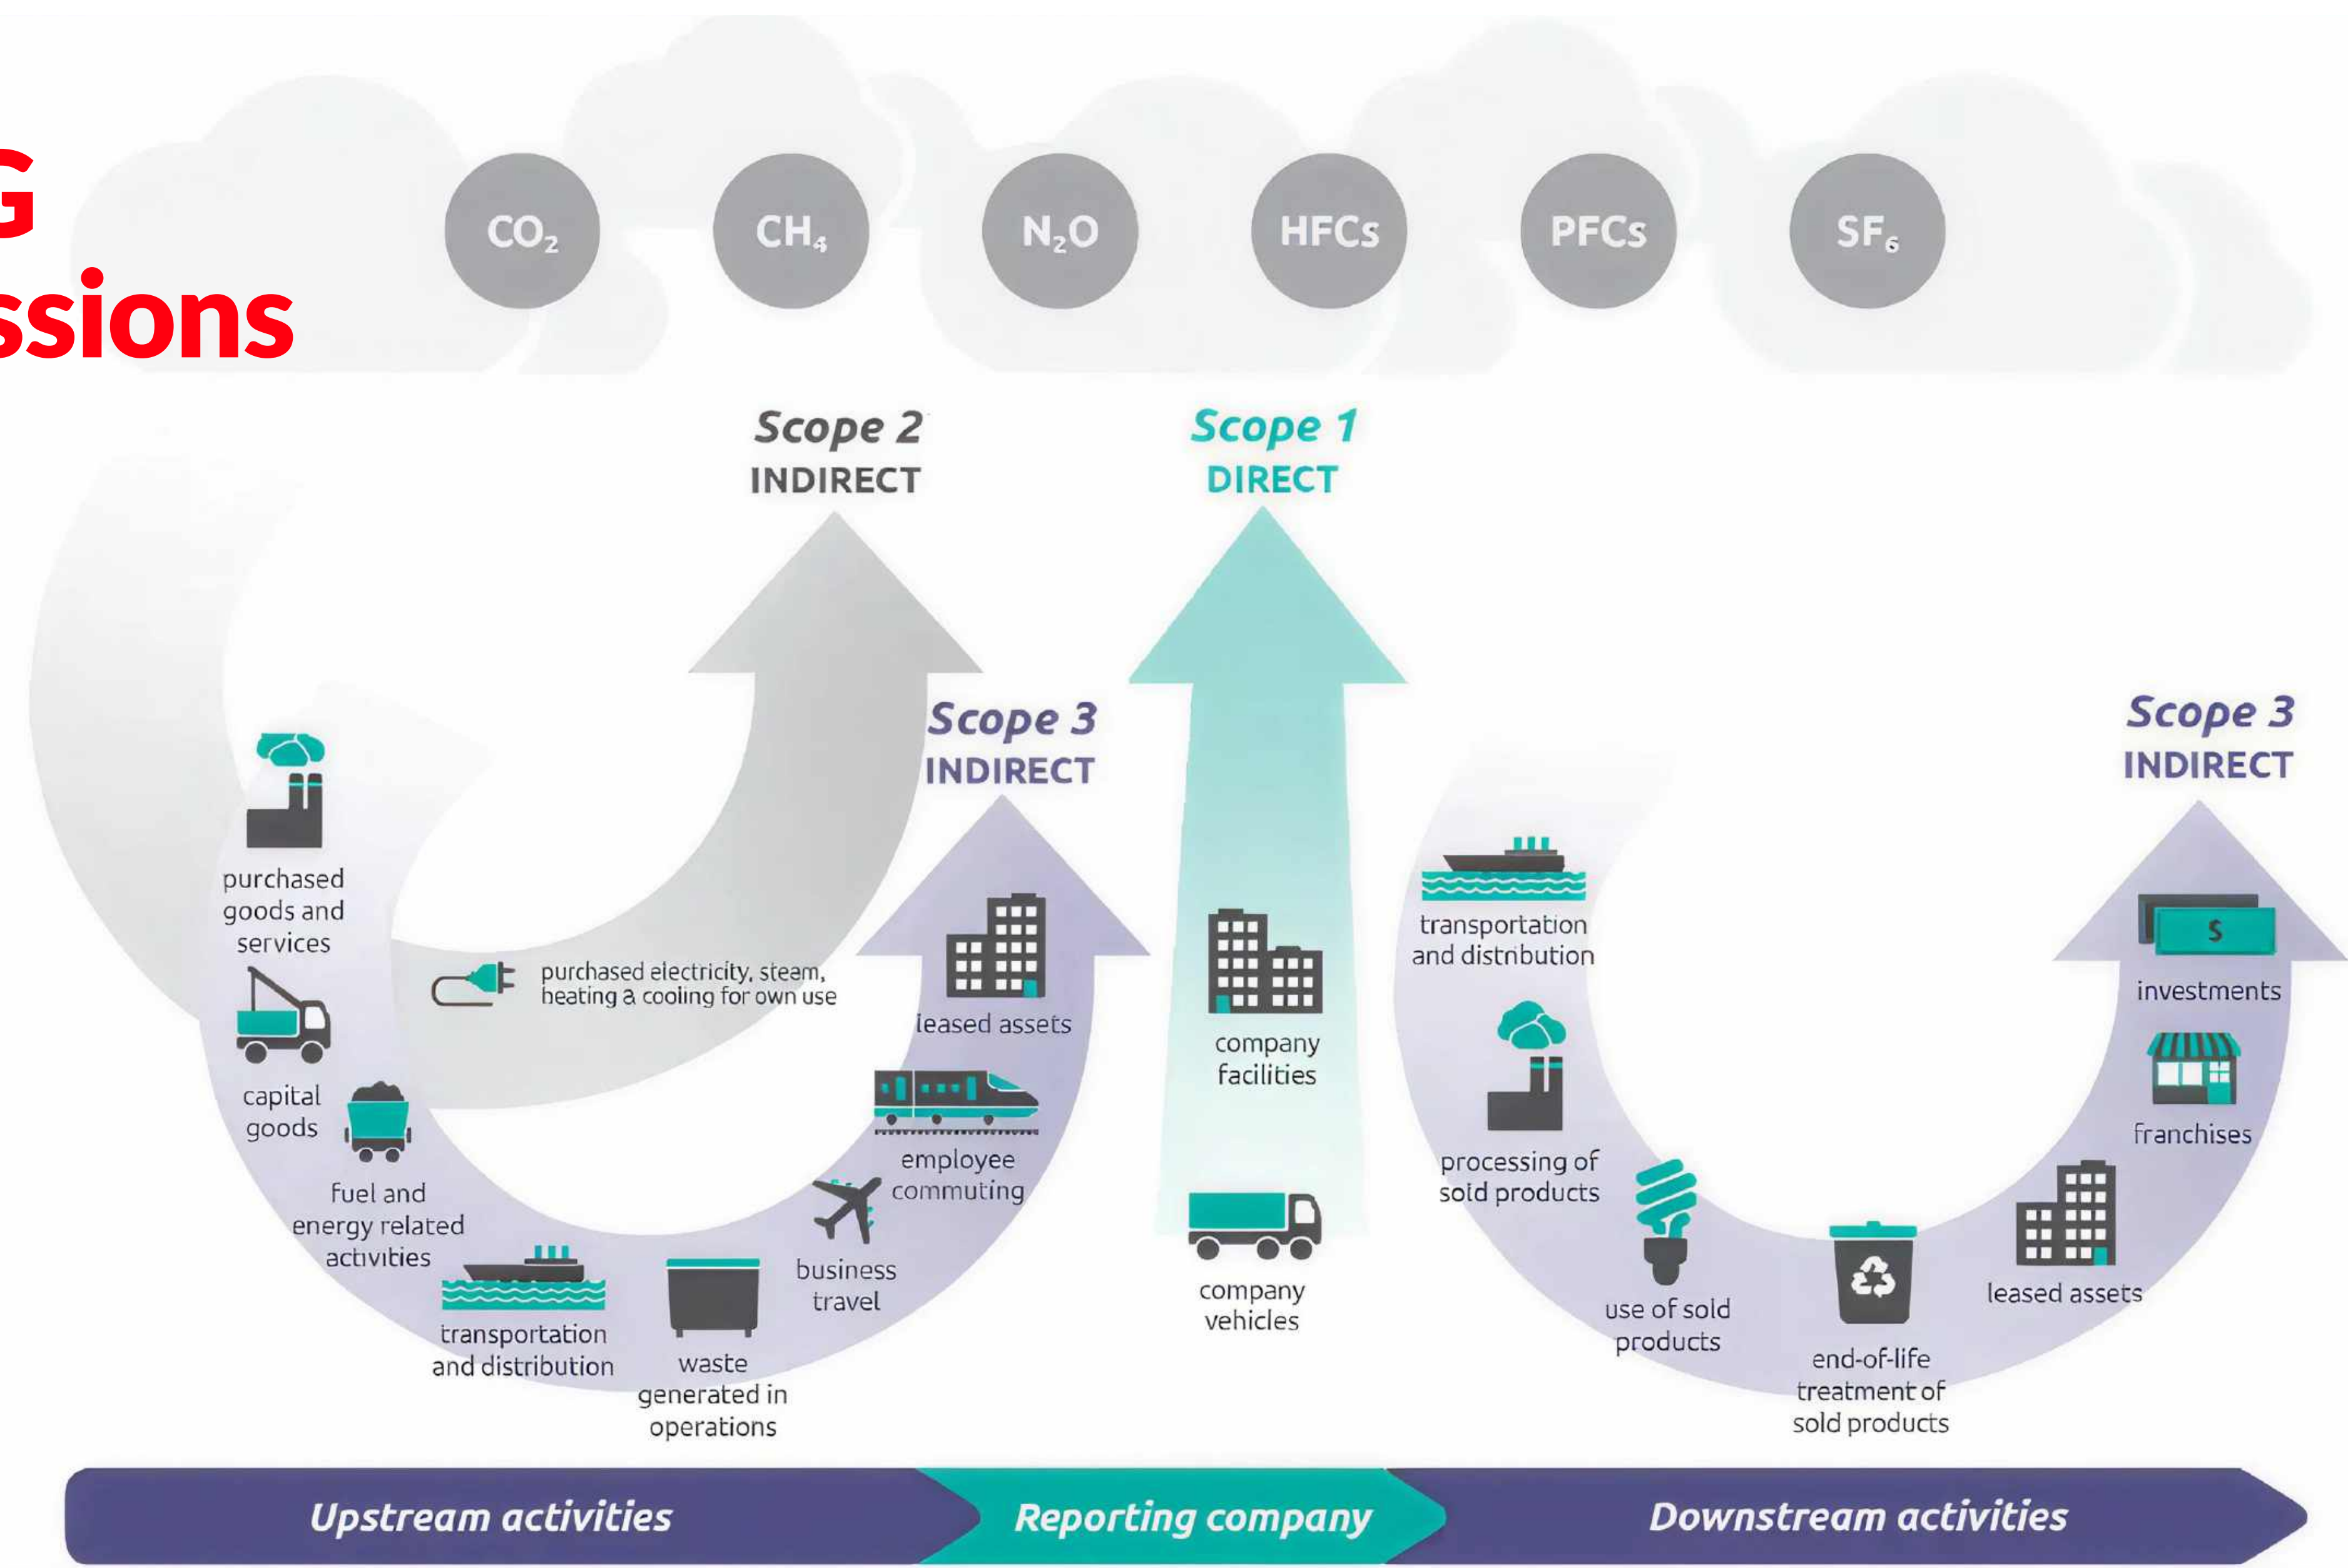 G
ssions
CO₂
CH₄
N₂O
HFCs
PFCs
SF₆
Scope 2
INDIRECT
Scope 1
DIRECT
Scope 3
INDIRECT
Scope 3
INDIRECT
purchased
goods and
services
capital
goods
fuel and
energy related
activities
transportation
and distribution
waste
generated in
operations
business
travel
employee
commuting
leased assets
purchased electricity, steam,
heating & cooling for own use
company
facilities
company
vehicles
transportation
and distribution
processing of
sold products
use of sold
products
end-of-life
treatment of
sold products
leased assets
franchises
investments
$
Upstream activities
Reporting company
Downstream activities